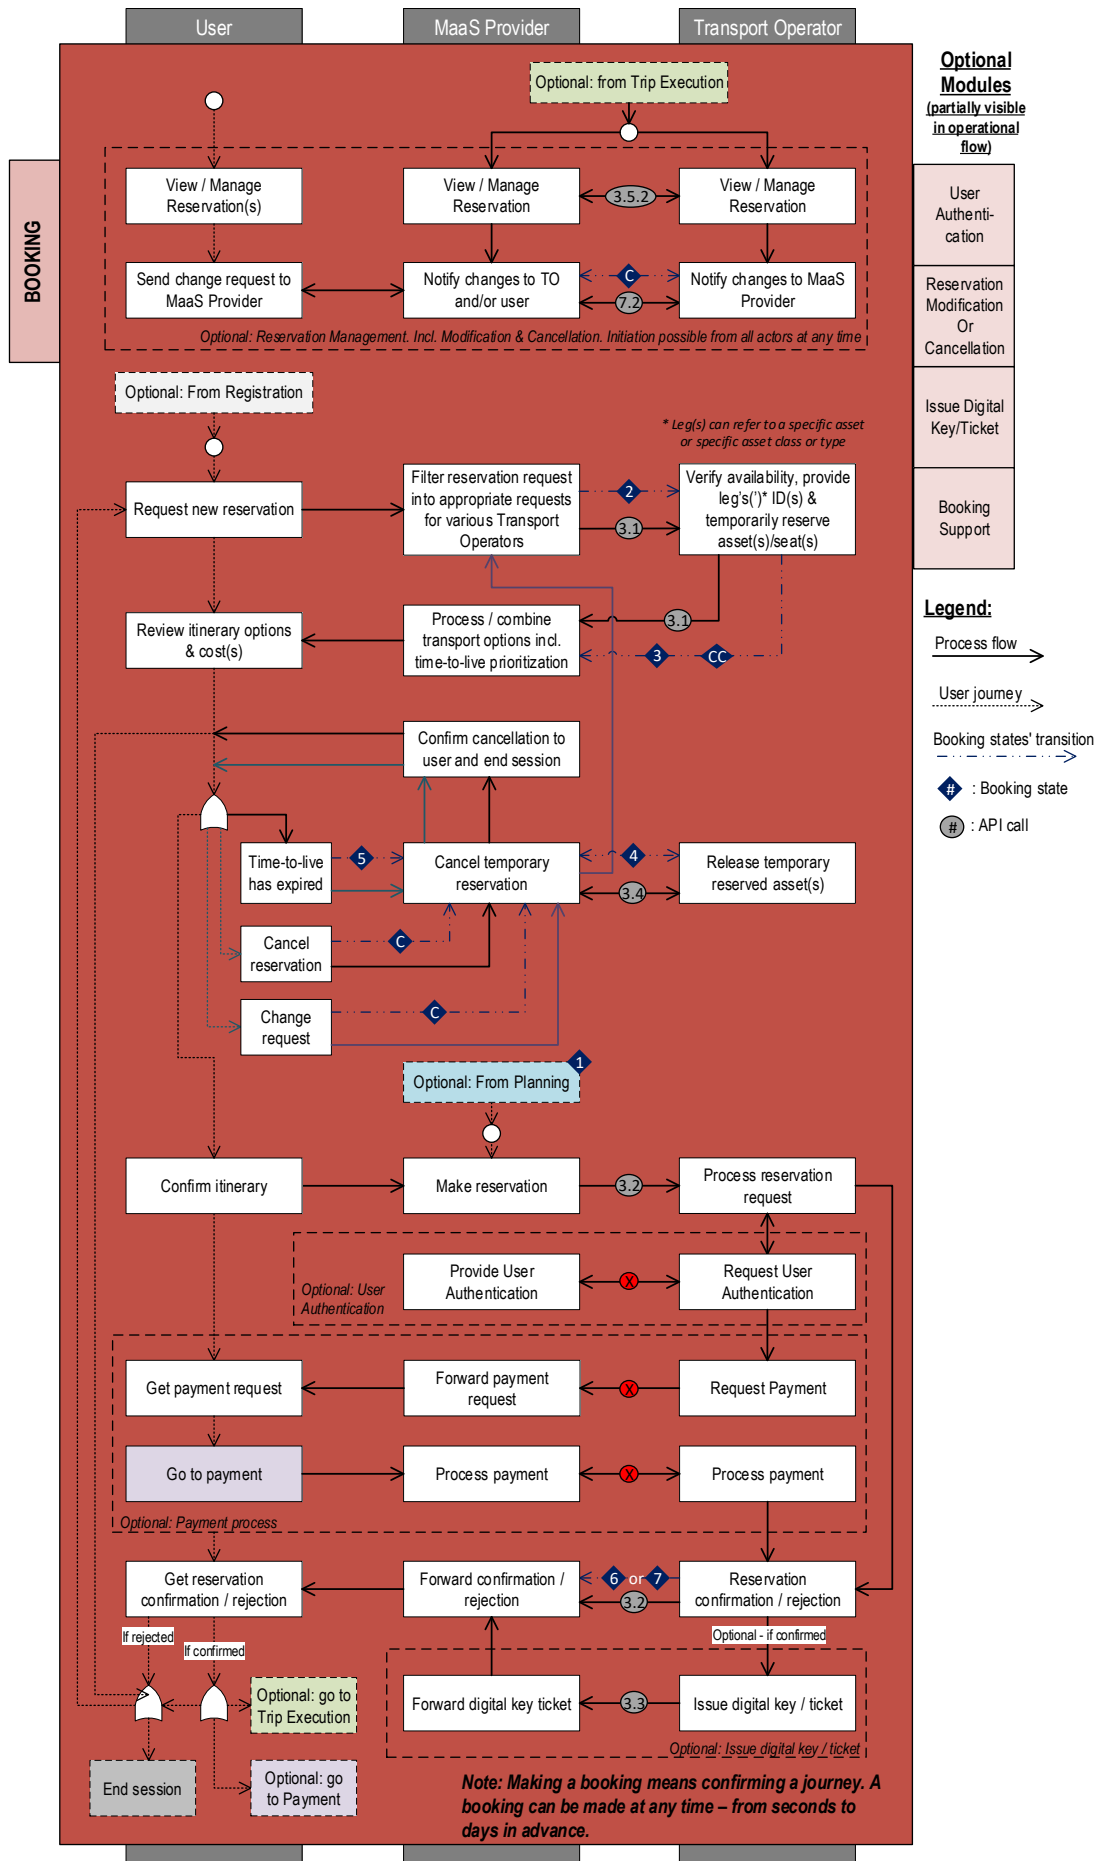 User
MaaS Provider
Transport Operator
Optional: from Trip Execution
Optional
Modules
(partially visible
in operational
flow)
BOOKING
View / Manage
Reservation(s)
View / Manage
Reservation
3.5.2
View / Manage
Reservation
User
Authenti-
cation
Send change request to
MaaS Provider
Notify changes to TO
and/or user
C
7.2
Notify changes to MaaS
Provider
Optional: Reservation Management. Incl. Modification & Cancellation. Initiation possible from all actors at any time
Reservation
Modification
Or
Cancellation
Optional: From Registration
Issue Digital
Key/Ticket
* Leg(s) can refer to a specific asset
or specific asset class or type
Request new reservation
Filter reservation request
into appropriate requests
for various Transport
Operators
2
3.1
Verify availability, provide
leg's(')* ID(s) &
temporarily reserve
asset(s)/seat(s)
Booking
Support
Review itinerary options
& cost(s)
Process / combine
transport options incl.
time-to-live prioritization
3.1
3
CC
Legend:
Process flow
User journey
Booking states' transition
# : Booking state
# : API call
Confirm cancellation to
user and end session
Time-to-live
has expired
5
Cancel temporary
reservation
4
3.4
Release temporary
reserved asset(s)
Cancel
reservation
C
Change
request
C
Optional: From Planning
1
Confirm itinerary
Make reservation
3.2
Process reservation
request
Optional: User
Authentication
Provide User
Authentication
X
Request User
Authentication
Get payment request
Forward payment
request
X
Request Payment
Go to payment
Process payment
X
Process payment
Optional: Payment process
Get reservation
confirmation / rejection
Forward confirmation /
rejection
6 or 7
3.2
Reservation
confirmation / rejection
If rejected
If confirmed
Optional - if confirmed
Optional: go to
Trip Execution
Forward digital key ticket
3.3
Issue digital key / ticket
Optional: Issue digital key / ticket
End session
Optional: go
to Payment
Note: Making a booking means confirming a journey. A
booking can be made at any time – from seconds to
days in advance.